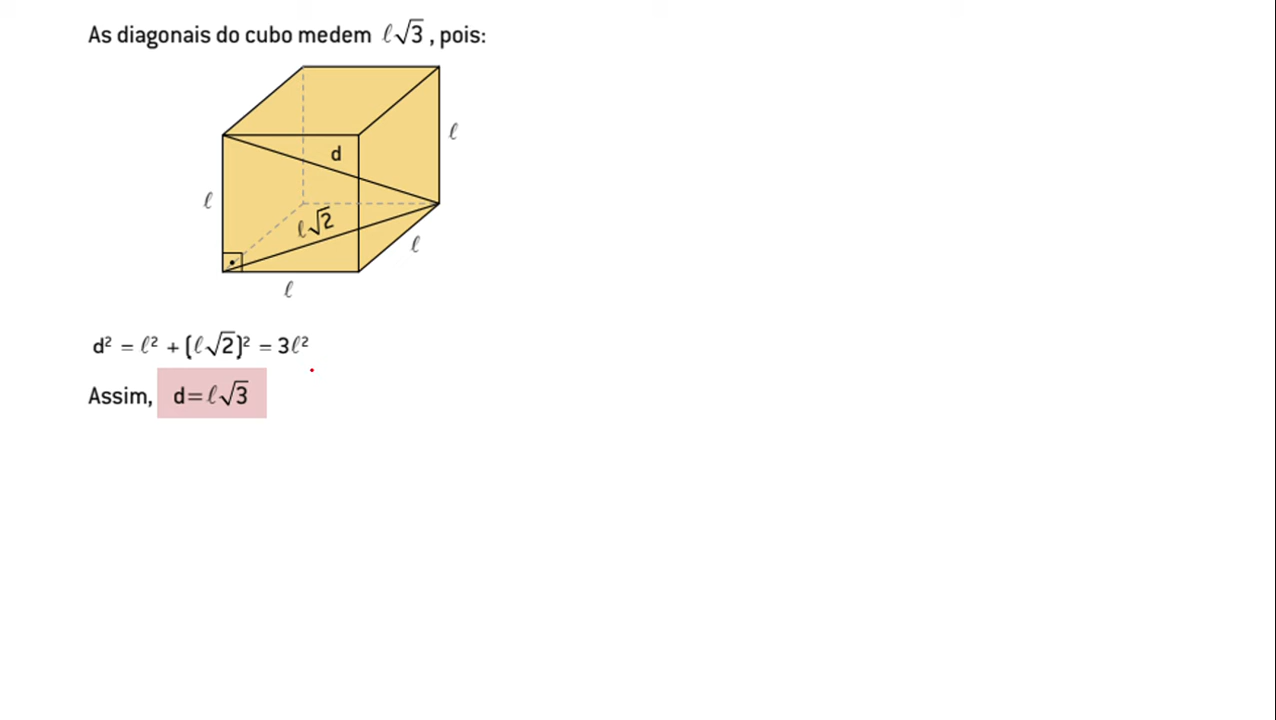 As diagonais do cubo medem ℓ√3, pois:
d
ℓ
ℓ
ℓ√2
ℓ
ℓ
d² = ℓ² + (ℓ√2)² = 3ℓ²
Assim, d=ℓ√3